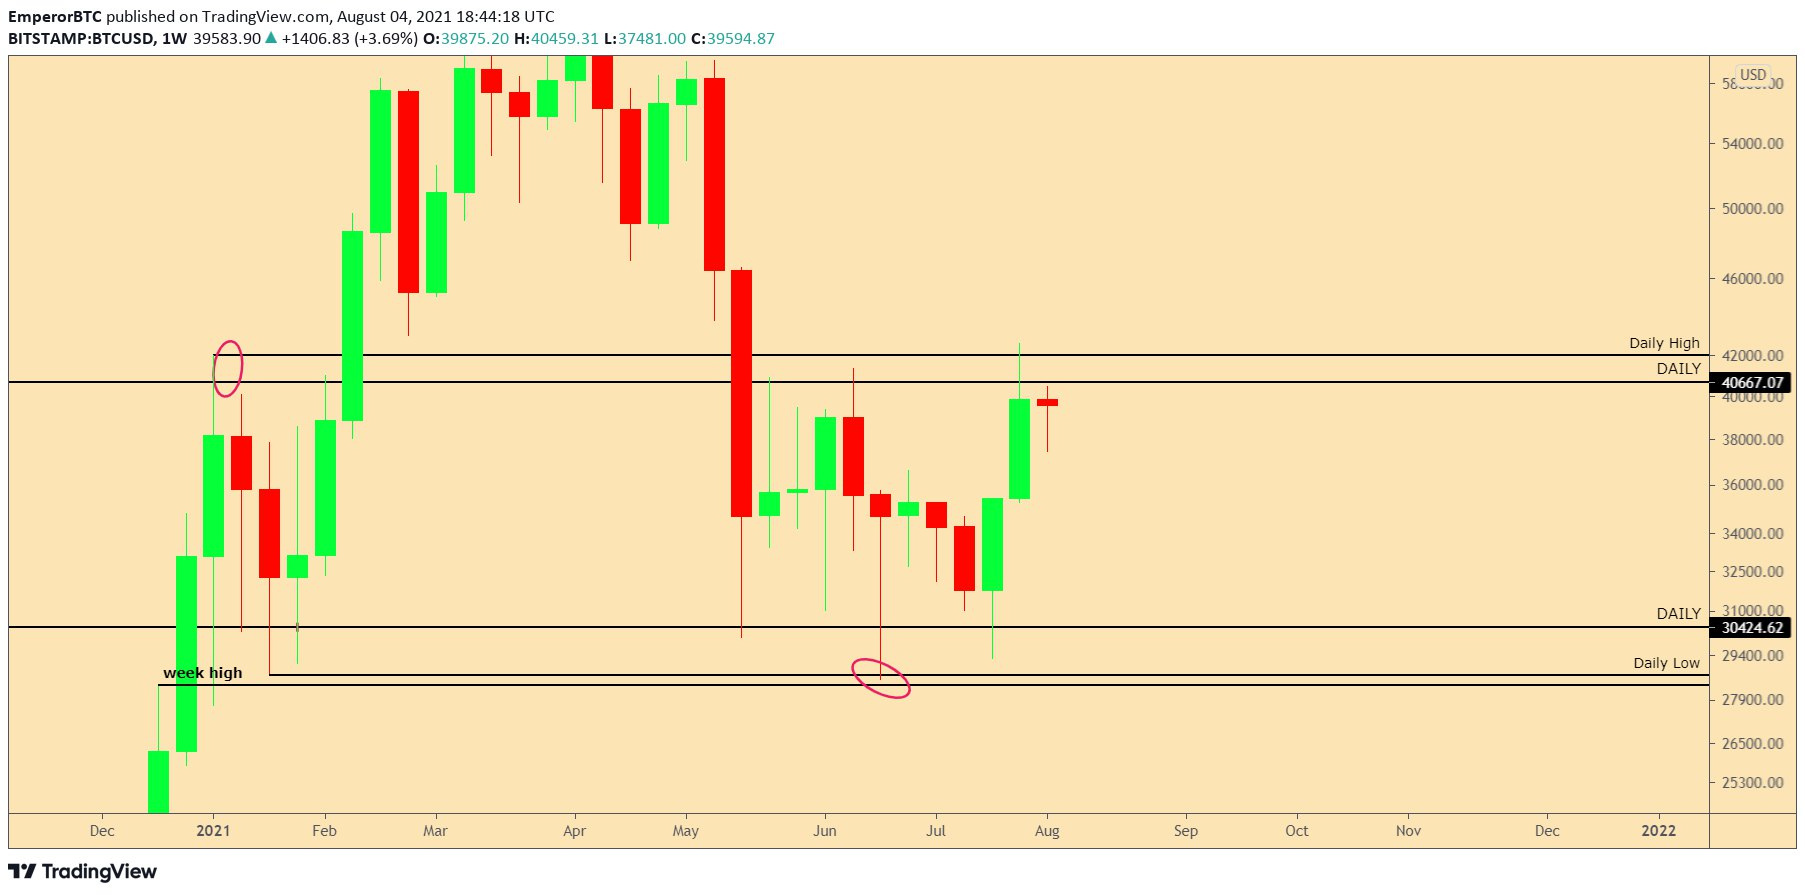 EmperorBTC published on TradingView.com, August 04, 2021 18:44:18 UTC
BITSTAMP:BTCUSD, 1W 39583.90 ▲ +1406.83 (+3.69%) O:39875.20 H:40459.31 L:37481.00 C:39594.87
USD
54000.00
50000.00
46000.00
Daily High
42000.00
DAILY
40667.07
40000.00
38000.00
36000.00
34000.00
32500.00
31000.00
DAILY
30424.62
29400.00
Daily Low
week high
27900.00
26500.00
25300.00
Dec 2021 Feb Mar Apr May Jun Jul Aug Sep Oct Nov Dec 2022
TradingView